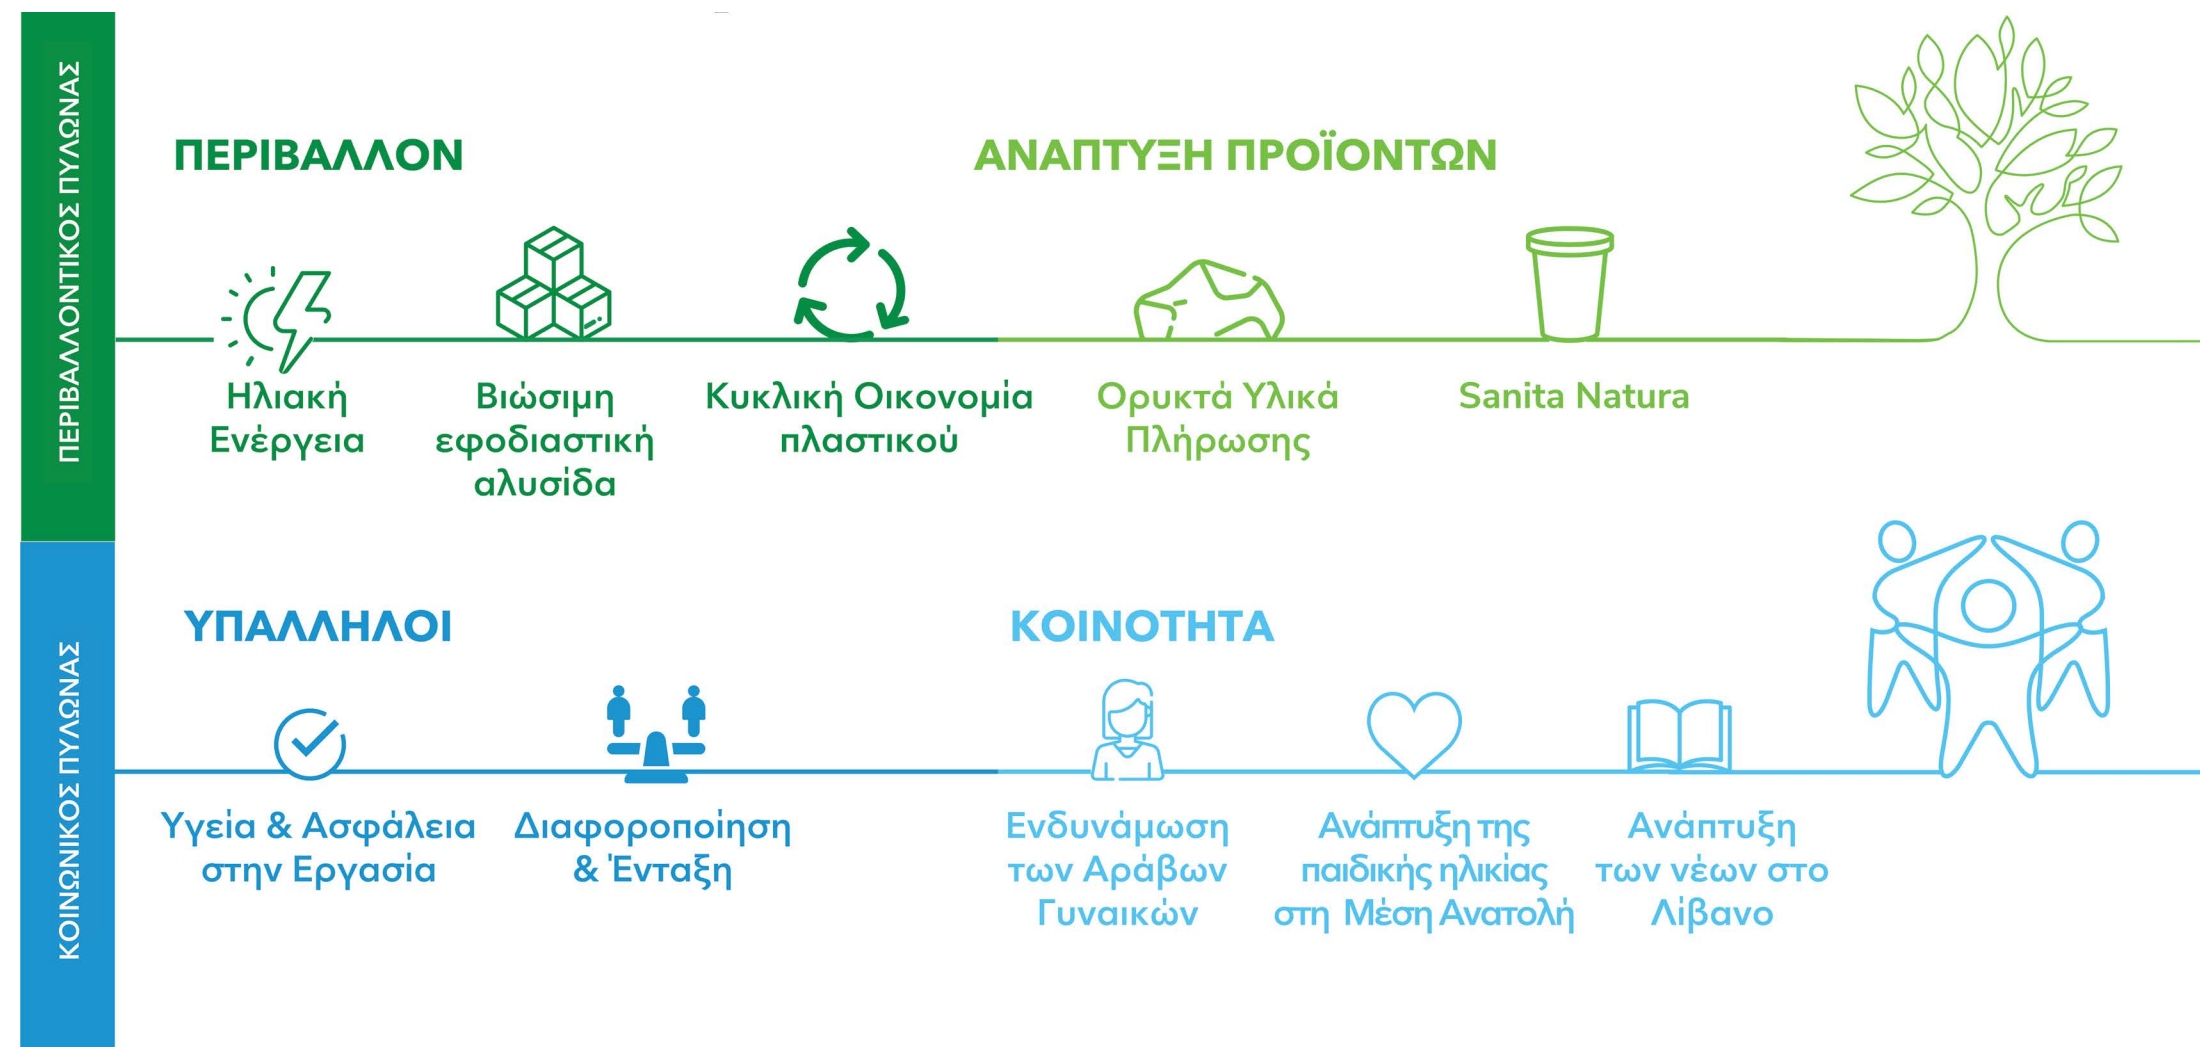 ΠΕΡΙΒΑΛΛΟΝΤΙΚΟΣ ΠΥΛΩΝΑΣ
ΠΕΡΙΒΑΛΛΟΝ
Ηλιακή
Ενέργεια
Βιώσιμη
εφοδιαστική
αλυσίδα
Κυκλική Οικονομία
πλαστικού
ΑΝΑΠΤΥΞΗ ΠΡΟΪΟΝΤΩΝ
Ορυκτά Υλικά
Πλήρωσης
Sanita Natura
ΚΟΙΝΩΝΙΚΟΣ ΠΥΛΩΝΑΣ
ΥΠΑΛΛΗΛΟΙ
Υγεία & Ασφάλεια
στην Εργασία
Διαφοροποίηση
& Ένταξη
ΚΟΙΝΟΤΗΤΑ
Ενδυνάμωση
των Αράβων
Γυναικών
Ανάπτυξη της
παιδικής ηλικίας
στη Μέση Ανατολή
Ανάπτυξη
των νέων στο
Λίβανο